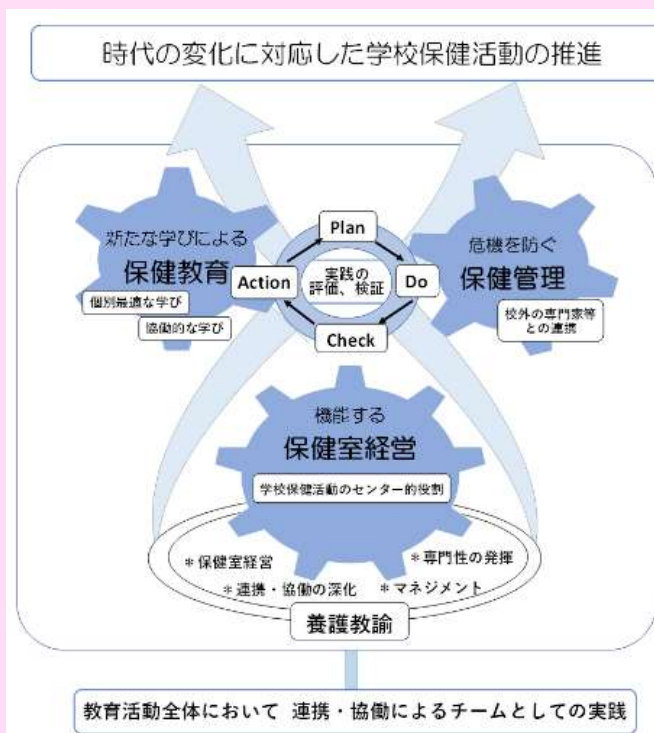 時代の変化に対応した学校保健活動の推進
新たな学びによる
保健教育
個別最適な学び
協働的な学び
Plan
Action
実践の
評価、検証
Do
Check
危機を防ぐ
保健管理
校外の専門家等
との連携
機能する
保健室経営
学校保健活動のセンター的役割
＊保健室経営
＊専門性の発揮
＊連携・協働の深化
＊マネジメント
養護教諭
教育活動全体において 連携・協働によるチームとしての実践